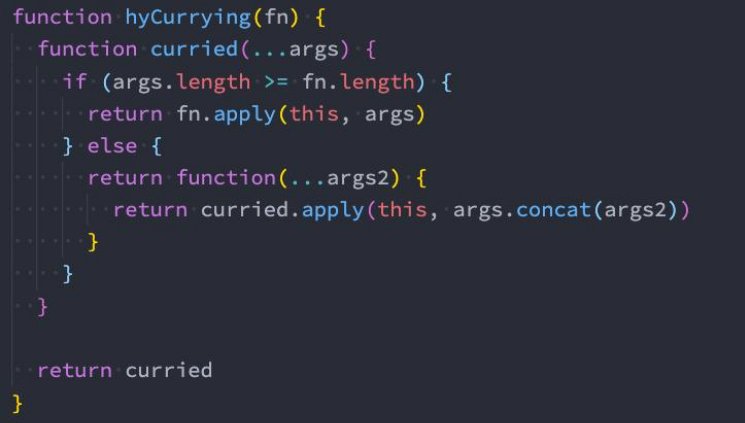 function hyCurrying(fn) {
  function curried(...args) {
    if (args.length >= fn.length) {
      return fn.apply(this, args)
    } else {
      return function(...args2) {
        return curried.apply(this, args.concat(args2))
      }
    }
  }

  return curried
}